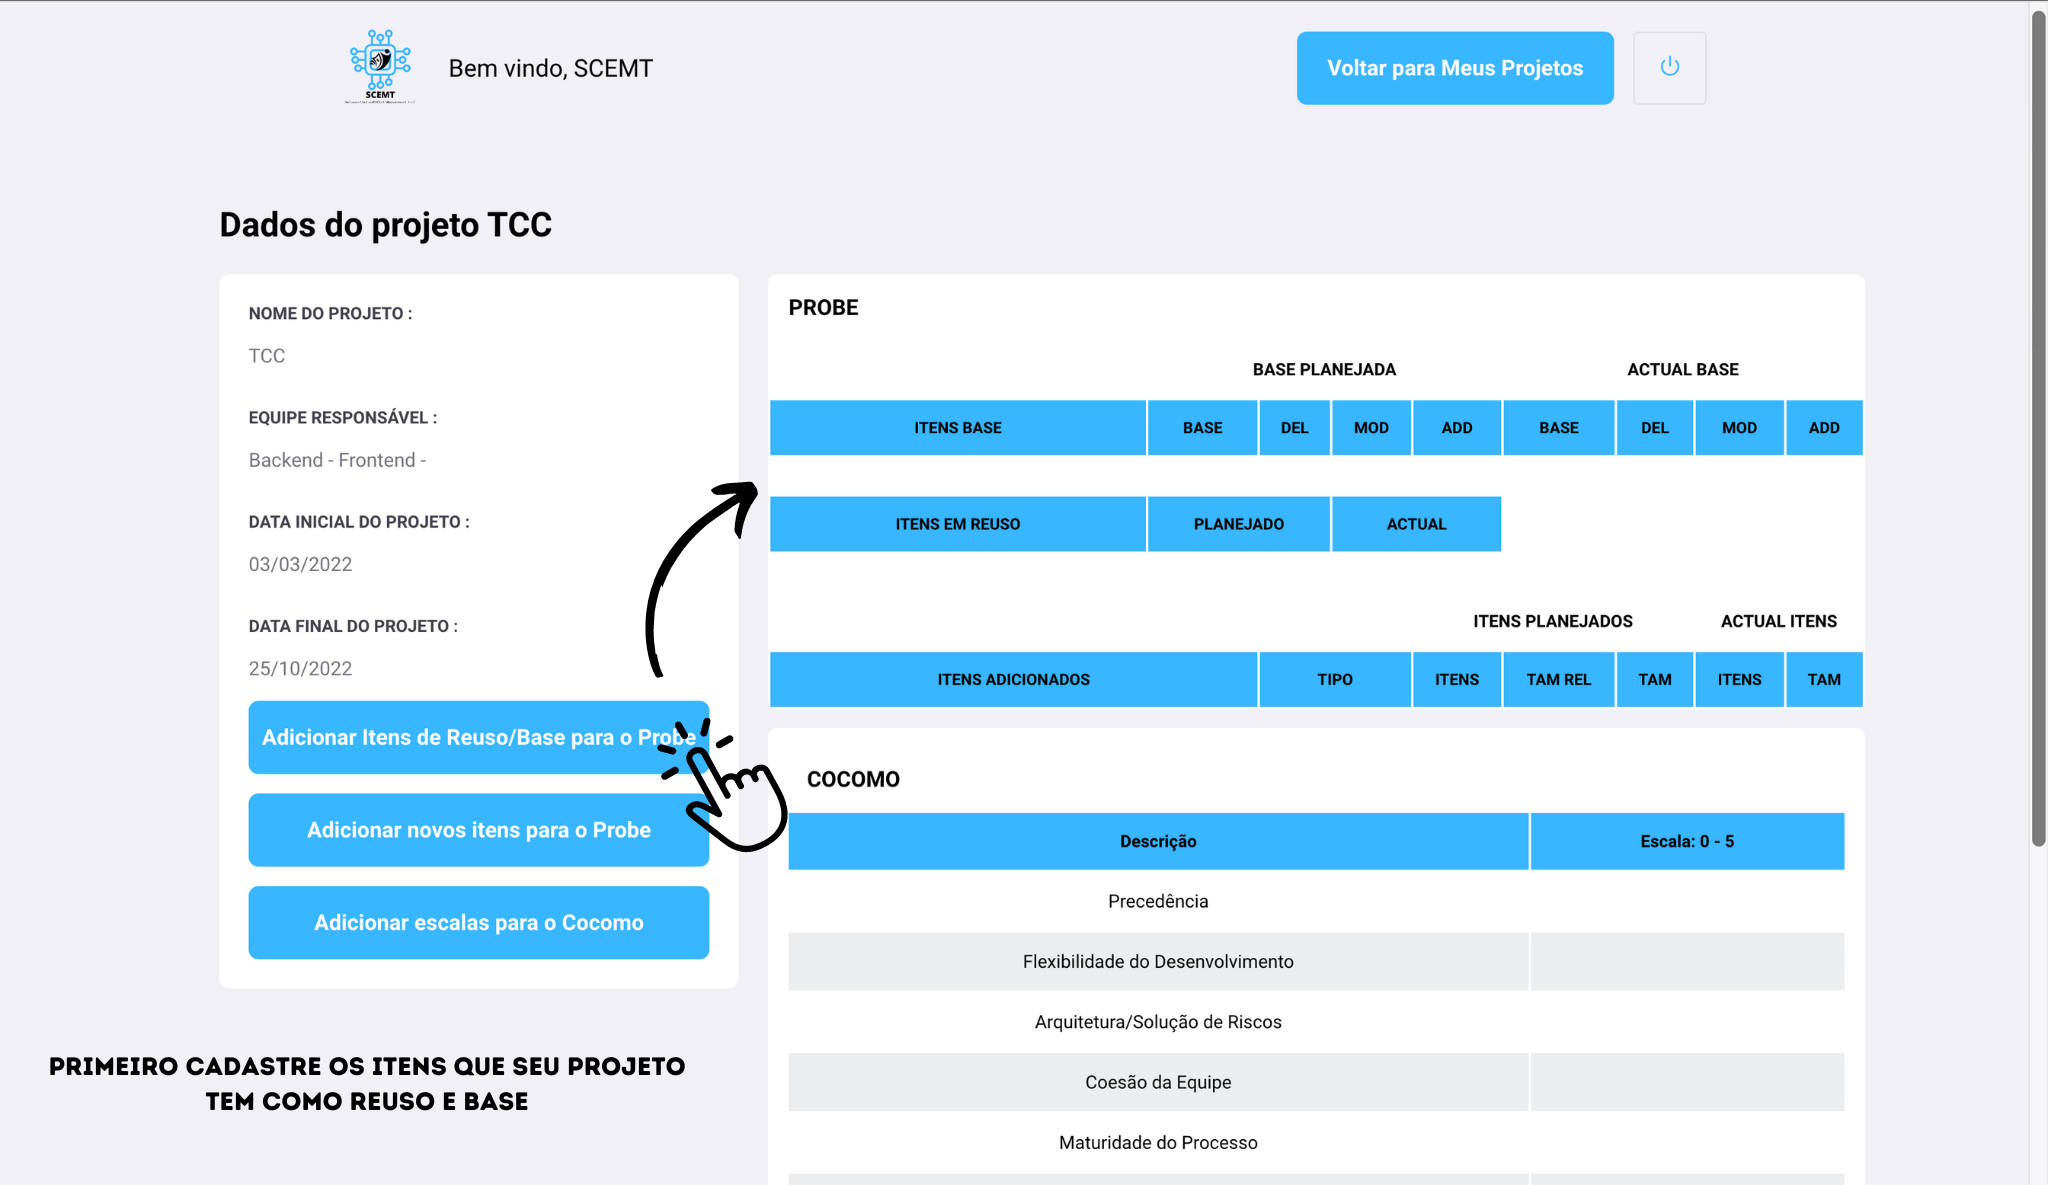 SCEMT
Bem vindo, SCEMT
Voltar para Meus Projetos
Dados do projeto TCC
NOME DO PROJETO :
TCC
EQUIPE RESPONSÁVEL :
Backend - Frontend -
DATA INICIAL DO PROJETO :
03/03/2022
DATA FINAL DO PROJETO :
25/10/2022
Adicionar Itens de Reuso/Base para o Probe
Adicionar novos itens para o Probe
Adicionar escalas para o Cocomo
PRIMEIRO CADASTRE OS ITENS QUE SEU PROJETO
TEM COMO REUSO E BASE
PROBE
BASE PLANEJADA ACTUAL BASE
ITENS BASE BASE DEL MOD ADD BASE DEL MOD ADD
ITENS EM REUSO PLANEJADO ACTUAL
ITENS PLANEJADOS ACTUAL ITENS
ITENS ADICIONADOS TIPO ITENS TAM REL TAM ITENS TAM
COCOMO
Descrição Escala: 0 - 5
Precedência
Flexibilidade do Desenvolvimento
Arquitetura/Solução de Riscos
Coesão da Equipe
Maturidade do Processo